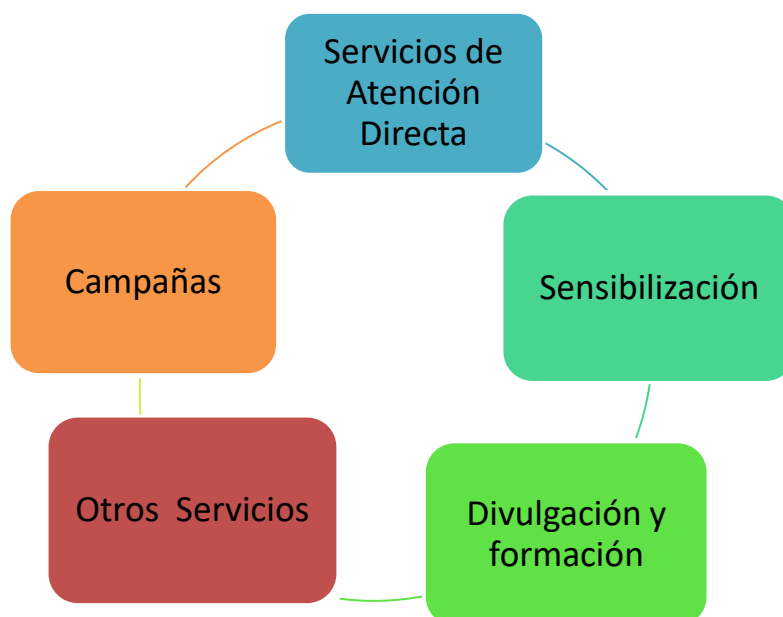 Servicios de
Atención
Directa
Sensibilización
Divulgación y
formación
Otros  Servicios
Campañas